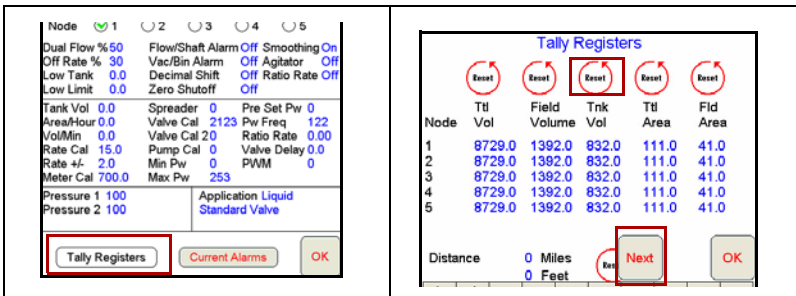 Node 1 2 3 4 5
Dual Flow % 50 Flow/Shaft Alarm Off Smoothing On
Off Rate % 30 Vac/Bin Alarm Off Agitator Off
Low Tank 0.0 Decimal Shift Off Ratio Rate Off
Low Limit 0.0 Zero Shutoff Off
Tank Vol 0.0 Spreader 0 Pre Set Pw 0
Area/Hour 0.0 Valve Cal 2123 Pw Freq 122
Vol/Min 0.0 Valve Cal 2 0 Ratio Rate 0.00
Rate Cal 15.0 Pump Cal 0 Valve Delay 0.0
Rate +/- 2.0 Min Pw 0 PWM 0
Meter Cal 700.0 Max Pw 253
Pressure 1 100 Application Liquid
Pressure 2 100 Standard Valve
Tally Registers Current Alarms OK
Tally Registers
Reset Reset Reset Reset Reset
Ttl Field Tnk Ttl Fld
Node Vol Volume Vol Area Area
1 8729.0 1392.0 832.0 111.0 41.0
2 8729.0 1392.0 832.0 111.0 41.0
3 8729.0 1392.0 832.0 111.0 41.0
4 8729.0 1392.0 832.0 111.0 41.0
5 8729.0 1392.0 832.0 111.0 41.0
Distance 0 Miles Res Next OK
0 Feet